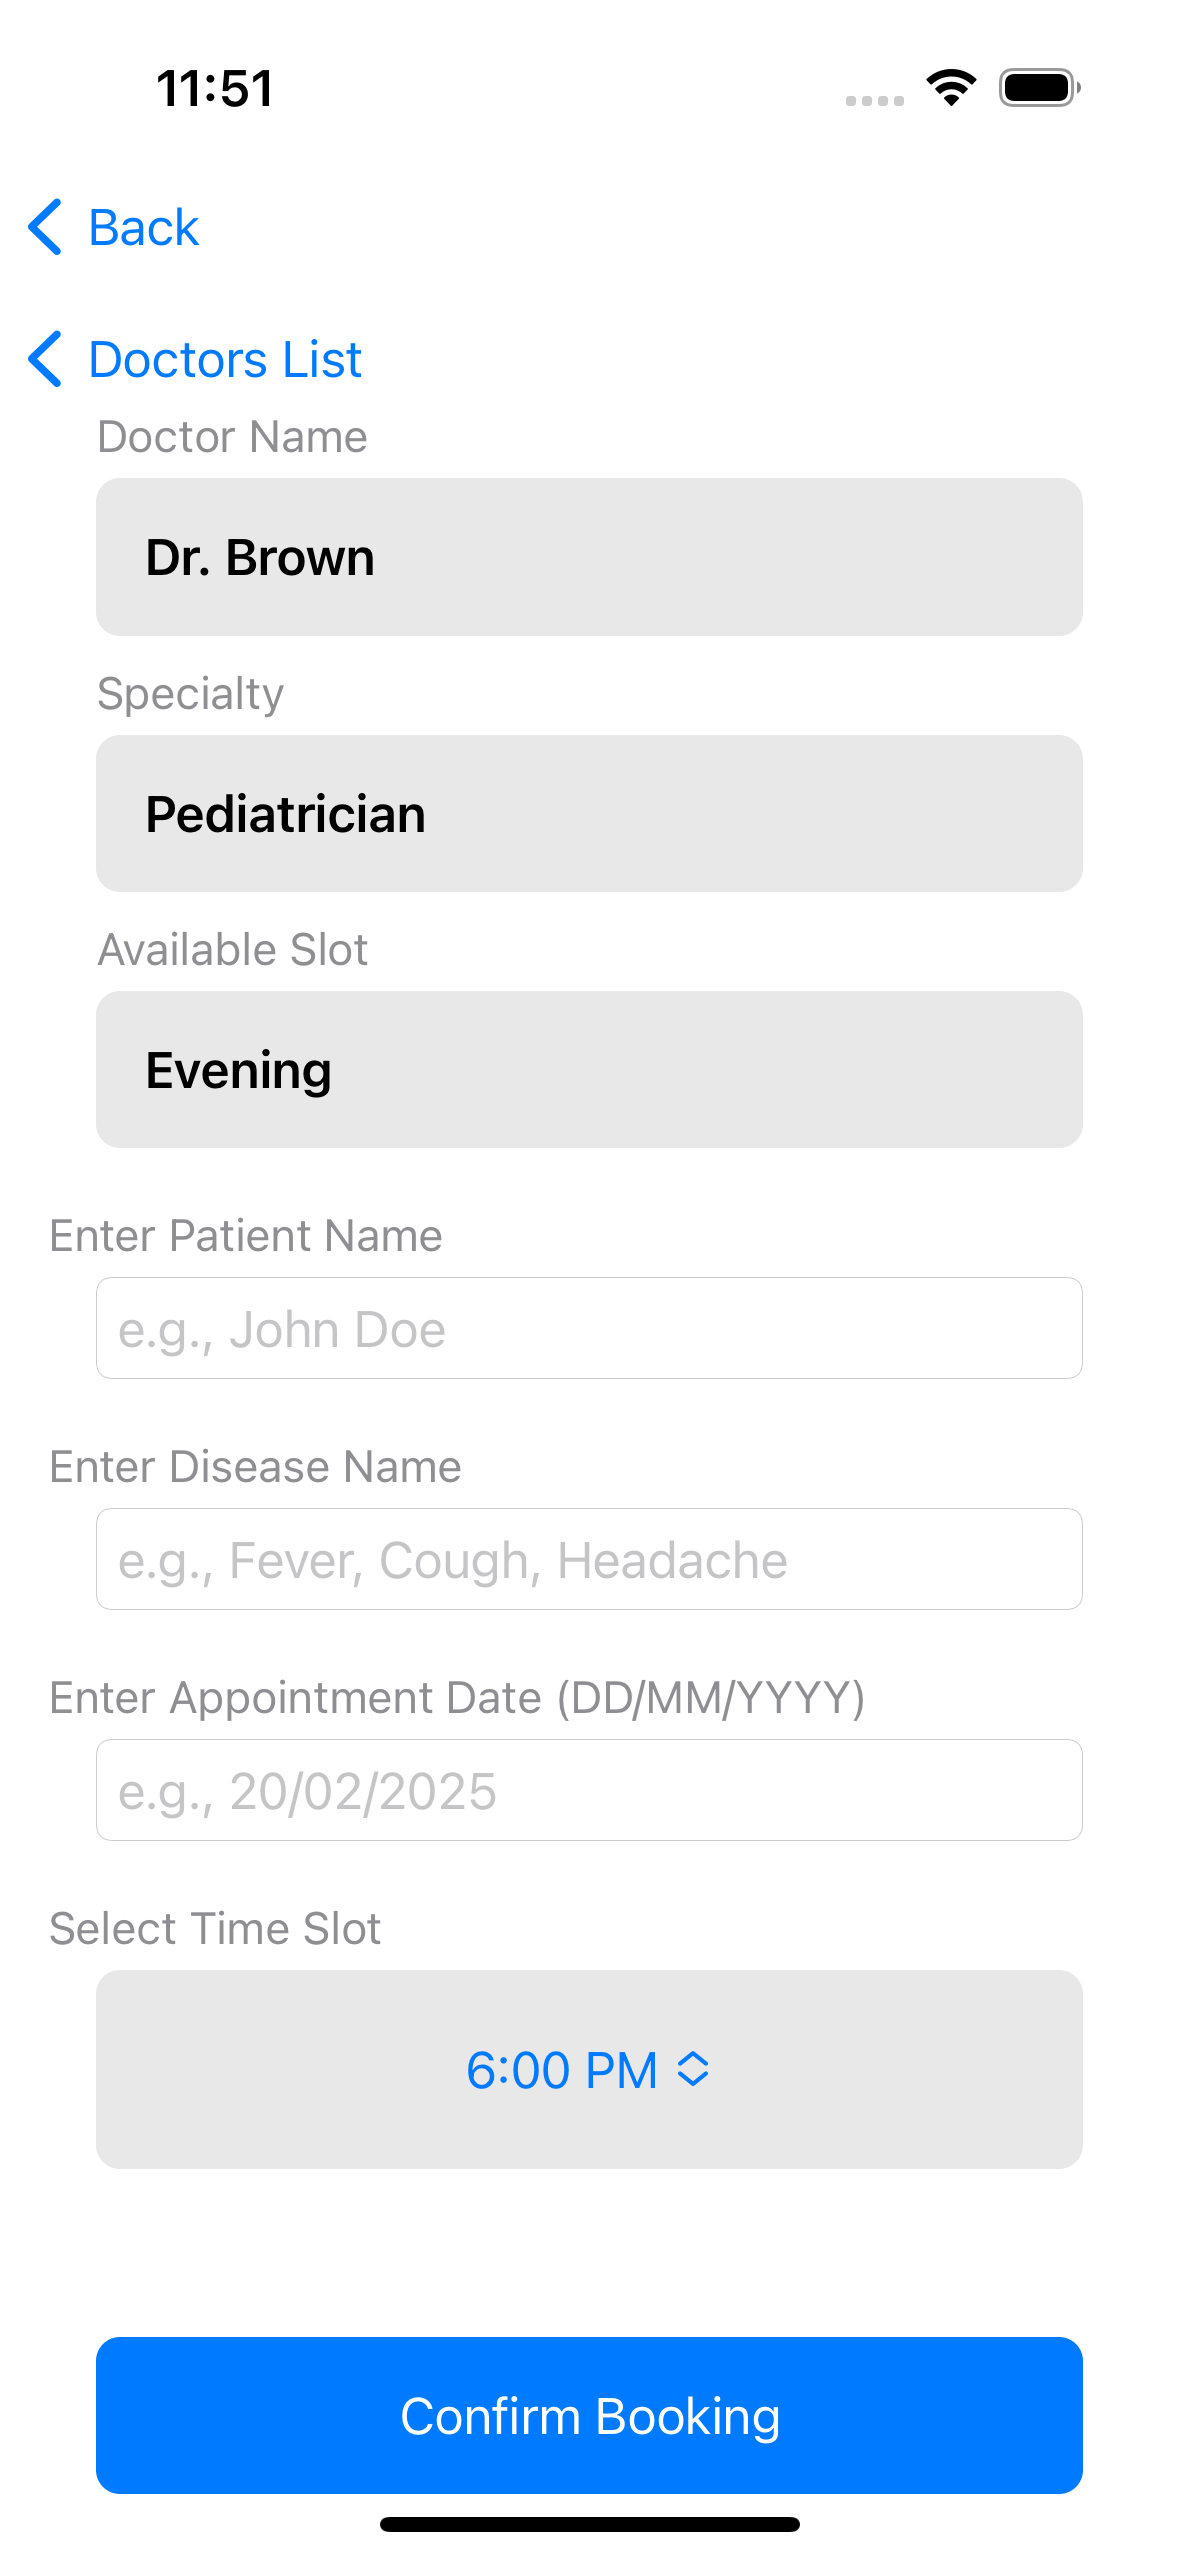 11:51
Back
Doctors List
Doctor Name
Dr. Brown
Specialty
Pediatrician
Available Slot
Evening
Enter Patient Name
e.g., John Doe
Enter Disease Name
e.g., Fever, Cough, Headache
Enter Appointment Date (DD/MM/YYYY)
e.g., 20/02/2025
Select Time Slot
6:00 PM
Confirm Booking